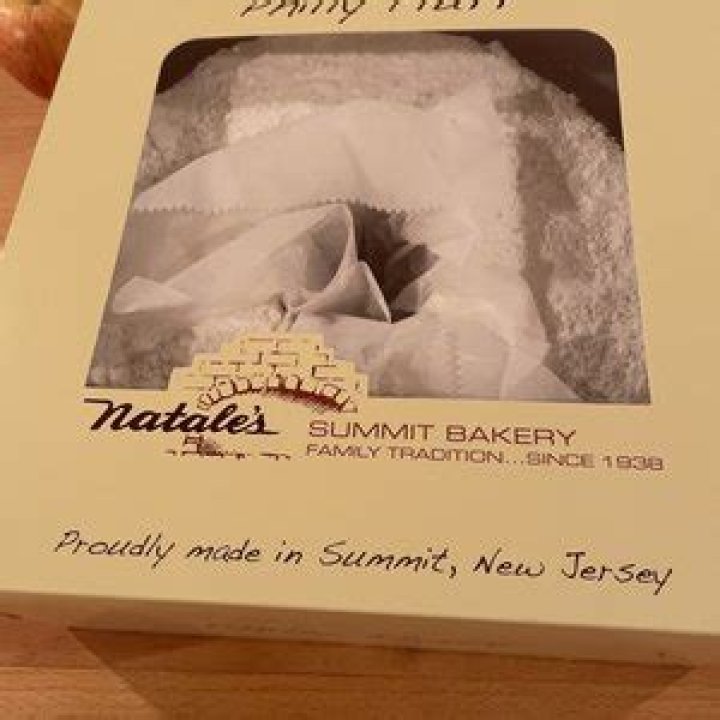 Natale's
SUMMIT BAKERY
FAMILY TRADITION...SINCE 1938
Proudly made in Summit, New Jersey